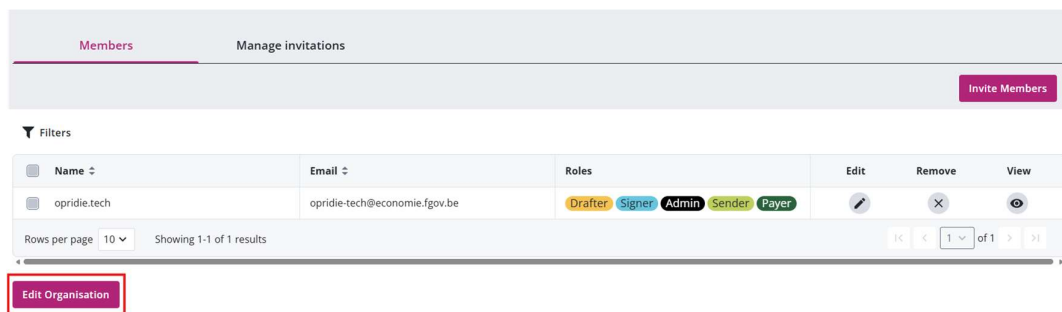 Members Manage invitations
Invite Members
Filters
Name Email Roles Edit Remove View
opridie.tech opridie-tech@economie.fgov.be Drafter Signer Admin Sender Payer
Rows per page 10 Showing 1-1 of 1 results 1 of 1
Edit Organisation